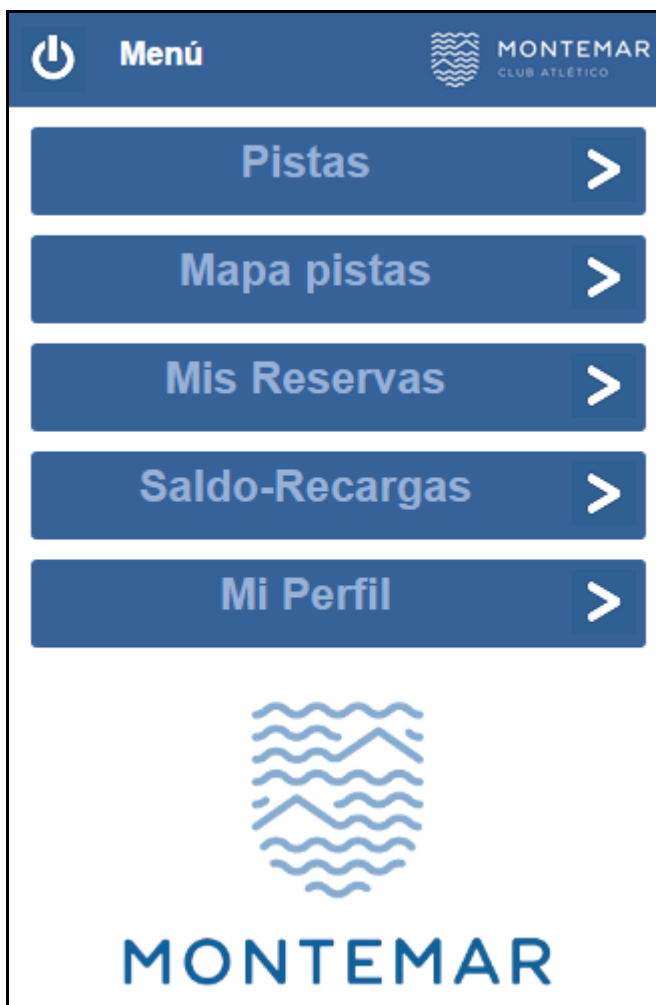 Menú
MONTEMAR
CLUB ATLÉTICO
Pistas
Mapa pistas
Mis Reservas
Saldo-Recargas
Mi Perfil
MONTEMAR